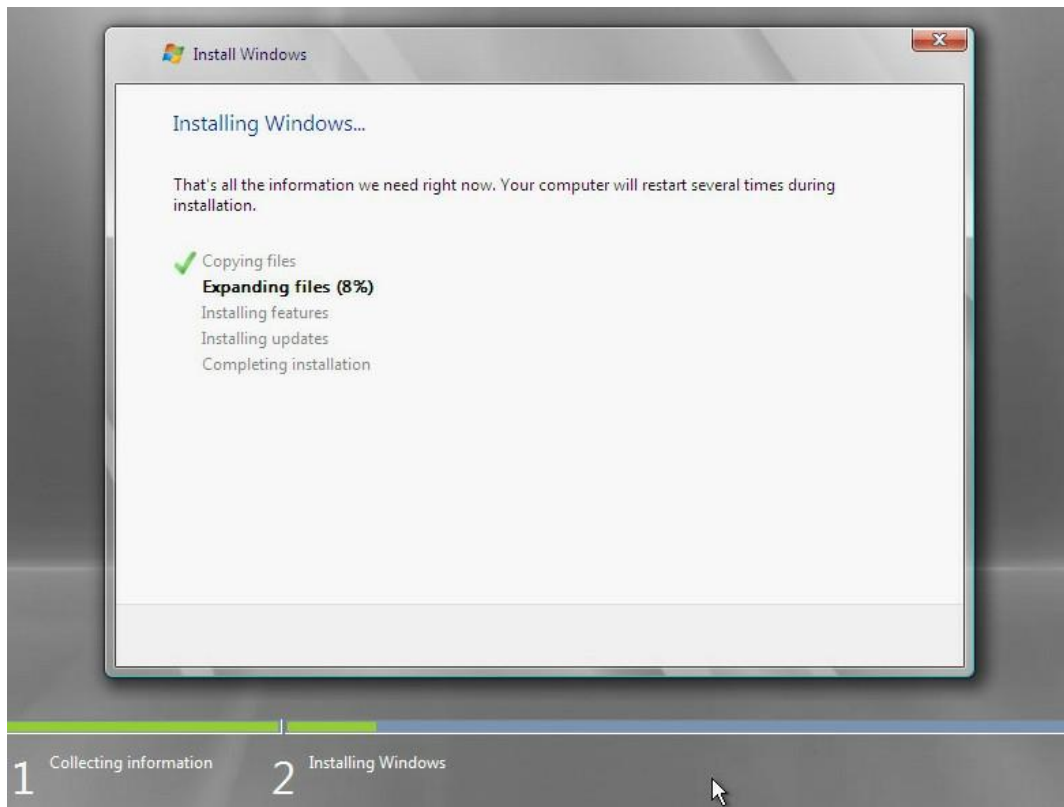 Install Windows
Installing Windows...
That's all the information we need right now. Your computer will restart several times during
installation.
Copying files
Expanding files (8%)
Installing features
Installing updates
Completing installation
1 Collecting information 2 Installing Windows